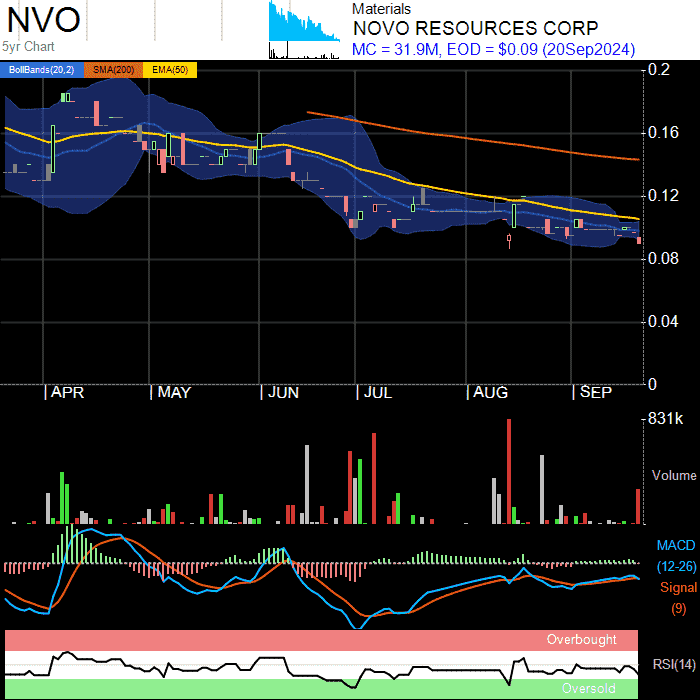 NVO
5yr Chart
Materials
NOVO RESOURCES CORP
MC = 31.9M, EOD = $0.09 (20Sep2024)
BollBands(20,2) SMA(200) EMA(50)
0.2
0.16
0.12
0.08
0.04
0
APR MAY JUN JUL AUG SEP
831k
Volume
MACD
(12-26)
Signal
(9)
Overbought
RSI(14)
Oversold